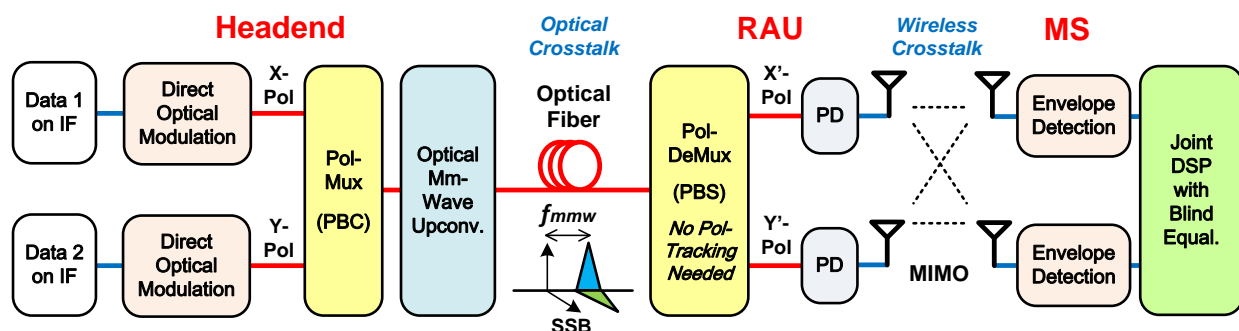 Headend
Optical
Crosstalk
RAU
Wireless
Crosstalk
MS
Data 1
on IF
Direct
Optical
Modulation
X-
Pol
Pol-
Mux
(PBC)
Optical
Mm-
Wave
Upconv.
Optical
Fiber
fmmw
SSB
Pol-
DeMux
(PBS)
No Pol-
Tracking
Needed
X'-
Pol
PD
Envelope
Detection
Joint
DSP
with
Blind
Equal.
Data 2
on IF
Direct
Optical
Modulation
Y-
Pol
Y'-
Pol
PD
MIMO
Envelope
Detection